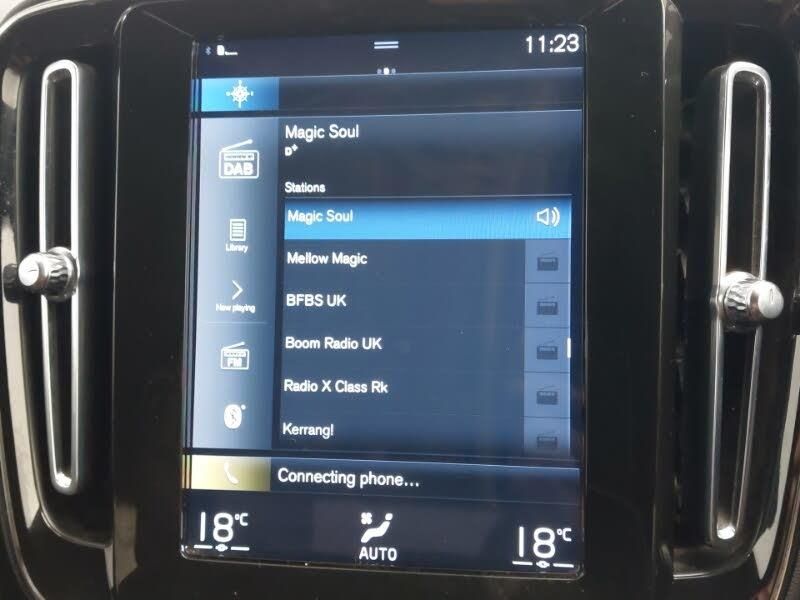 11:23
Magic Soul
D+
DAB
Stations
Magic Soul
Library
Mellow Magic
Now playing
BFBS UK
FM
Boom Radio UK
Radio X Class Rk
Kerrang!
Connecting phone...
18°C
AUTO
18°C